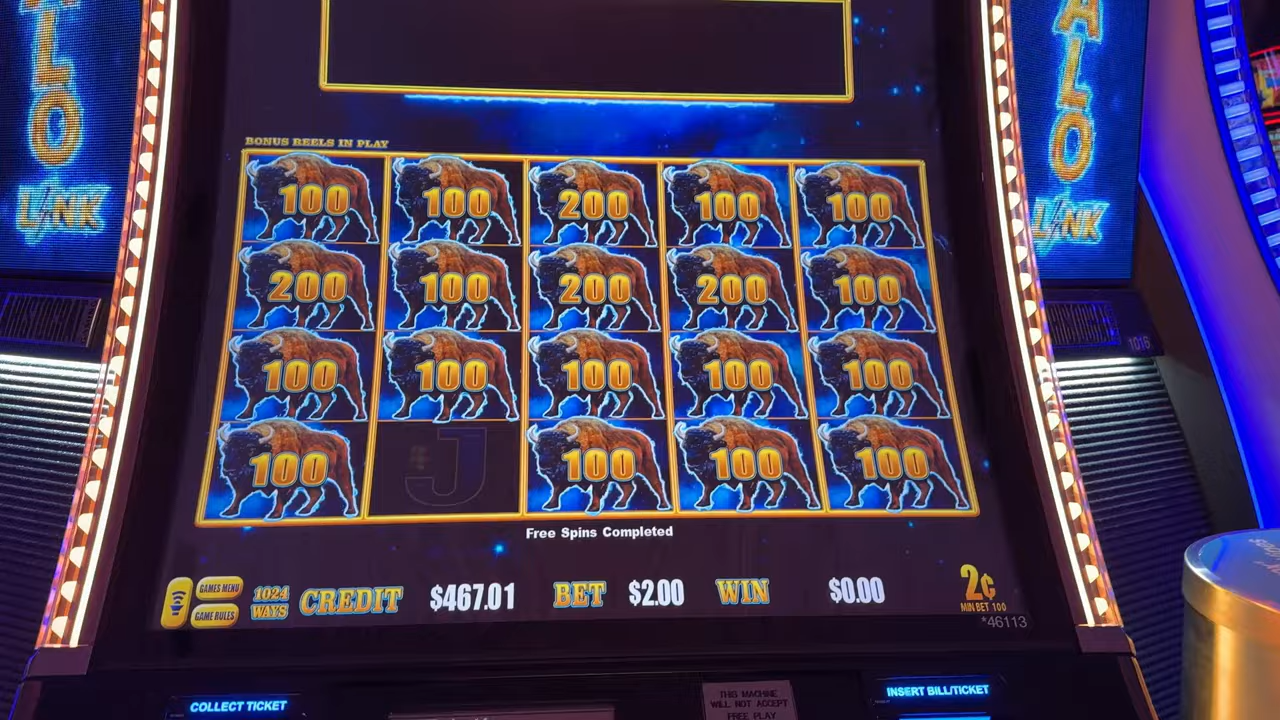 ALO
LINK
ALO
LINK
BONUS REELS IN PLAY
100 100 200 100 100
200 100 200 200 100
100 100 100 100 100
100 J 100 100 100
Free Spins Completed
GAMES MENU
GAME RULES
1024 WAYS
CREDIT $467.01 BET $2.00 WIN $0.00
2¢
MIN BET 100
*46113
1016
COLLECT TICKET
INSERT BILL/TICKET
THIS MACHINE
WILL NOT ACCEPT
FREE PLAY